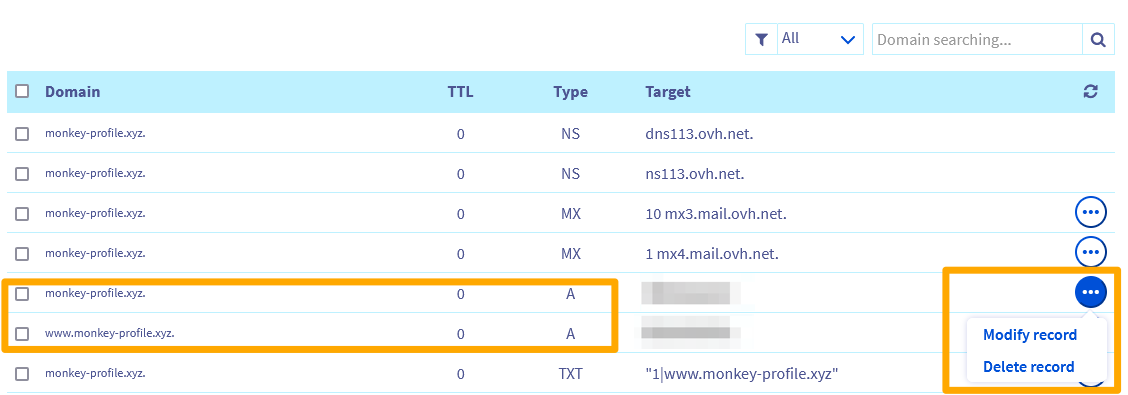 All Domain searching...
Domain TTL Type Target
monkey-profile.xyz. 0 NS dns113.ovh.net.
monkey-profile.xyz. 0 NS ns113.ovh.net.
monkey-profile.xyz. 0 MX 10 mx3.mail.ovh.net.
monkey-profile.xyz. 0 MX 1 mx4.mail.ovh.net.
monkey-profile.xyz. 0 A
www.monkey-profile.xyz. 0 A
Modify record
Delete record
monkey-profile.xyz. 0 TXT "1|www.monkey-profile.xyz"